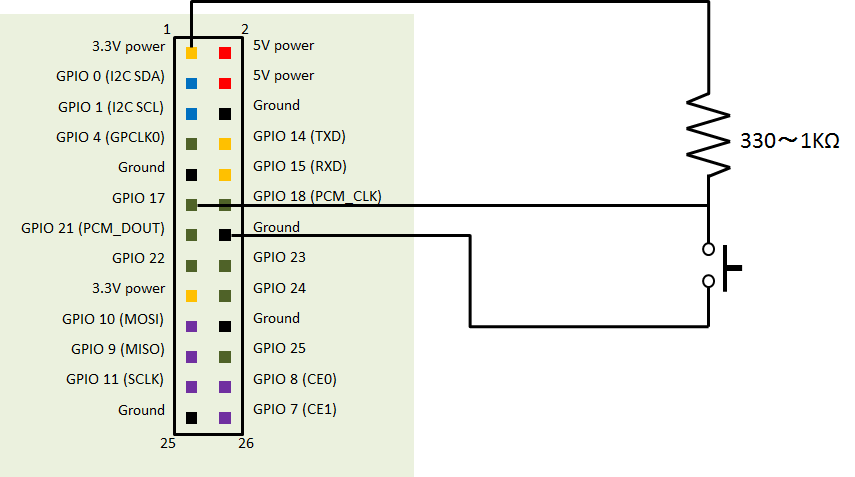 1 2
3.3V power 5V power
GPIO 0 (I2C SDA) 5V power
GPIO 1 (I2C SCL) Ground
GPIO 4 (GPCLK0) GPIO 14 (TXD)
Ground GPIO 15 (RXD)
GPIO 17 GPIO 18 (PCM_CLK)
GPIO 21 (PCM_DOUT) Ground
GPIO 22 GPIO 23
3.3V power GPIO 24
GPIO 10 (MOSI) Ground
GPIO 9 (MISO) GPIO 25
GPIO 11 (SCLK) GPIO 8 (CE0)
Ground GPIO 7 (CE1)
25 26
330～1KΩ